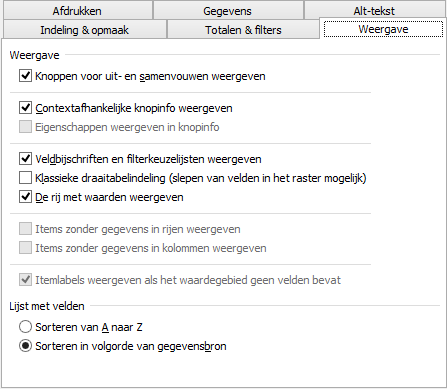 Afdrukken Gegevens Alt-tekst
Indeling & opmaak Totalen & filters Weergave
Weergave
Knoppen voor uit- en samenvouwen weergeven
Contextafhankelijke knopinfo weergeven
Eigenschappen weergeven in knopinfo
Veldbijschriften en filterkeuzelijsten weergeven
Klassieke draaitabelindeling (slepen van velden in het raster mogelijk)
De rij met waarden weergeven
Items zonder gegevens in rijen weergeven
Items zonder gegevens in kolommen weergeven
Itemlabels weergeven als het waardegebied geen velden bevat
Lijst met velden
Sorteren van A naar Z
Sorteren in volgorde van gegevensbron